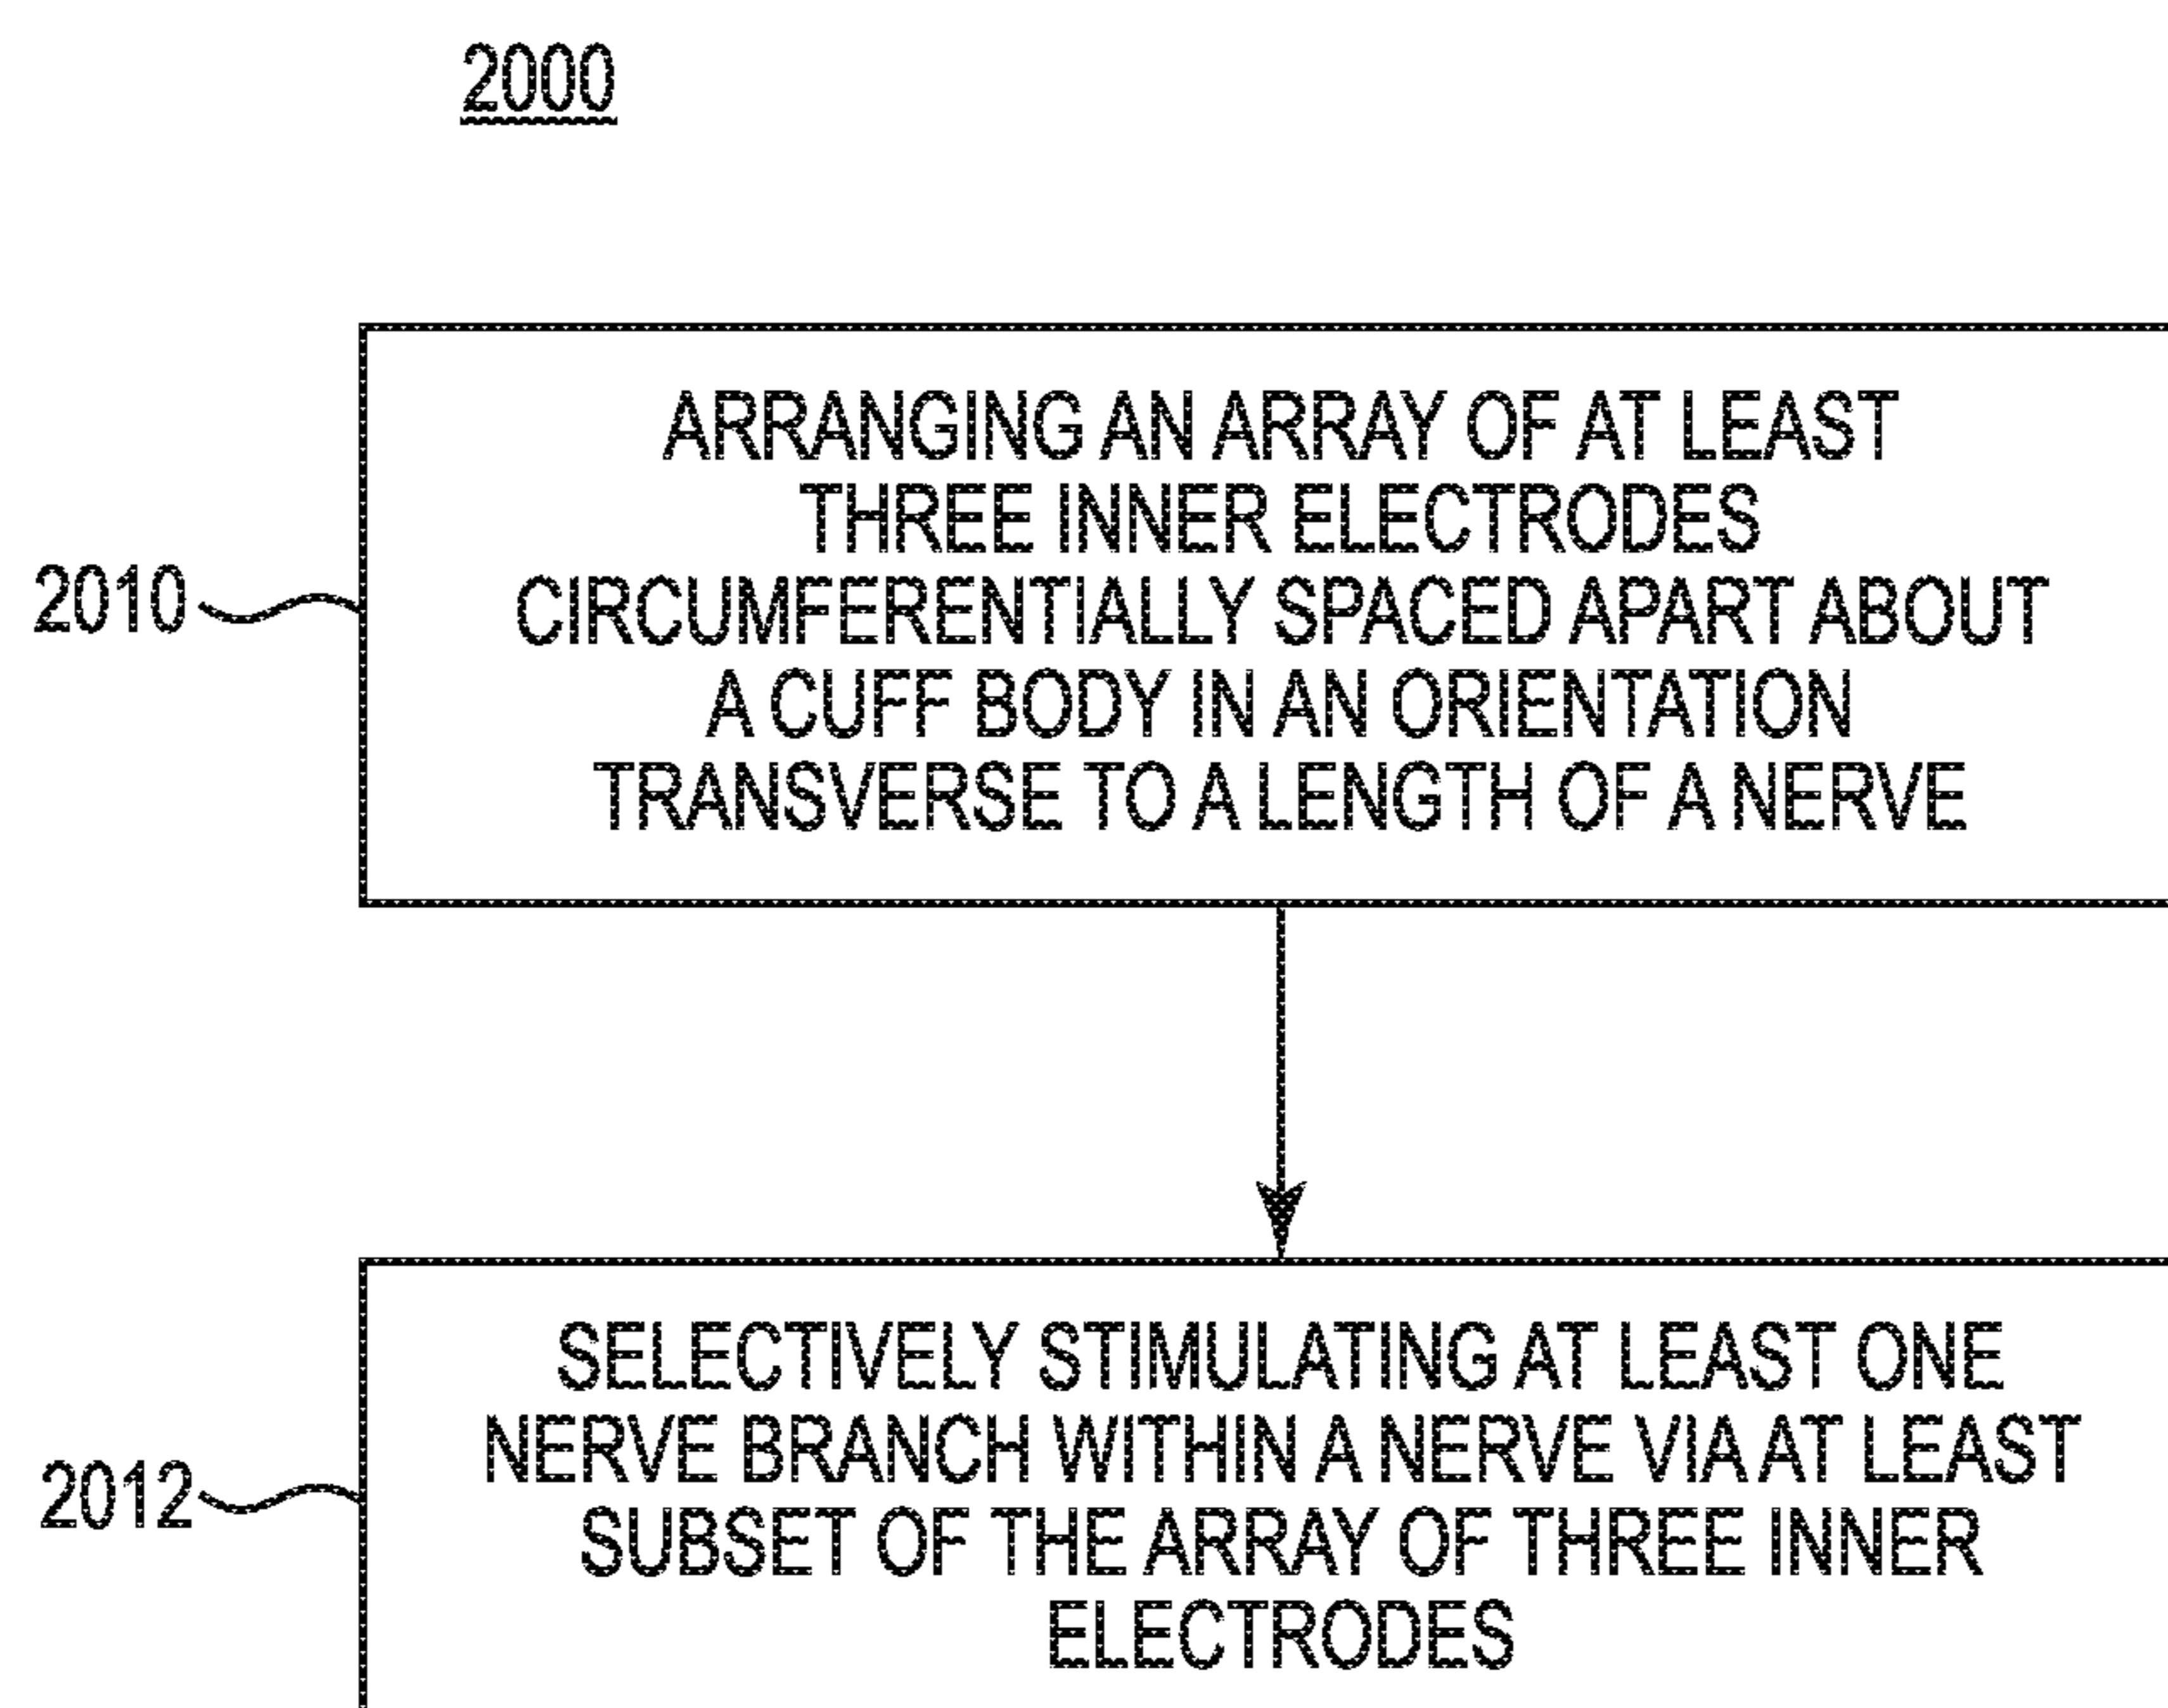 2000
ARRANGING AN ARRAY OF AT LEAST
THREE INNER ELECTRODES
2010
CIRCUMFERENTIALLY SPACED APART ABOUT
A CUFF BODY IN AN ORIENTATION
TRANSVERSE TO A LENGTH OF A NERVE
SELECTIVELY STIMULATING AT LEAST ONE
NERVE BRANCH WITHIN A NERVE VIA AT LEAST
2012
SUBSET OF THE ARRAY OF THREE INNER
ELECTRODES